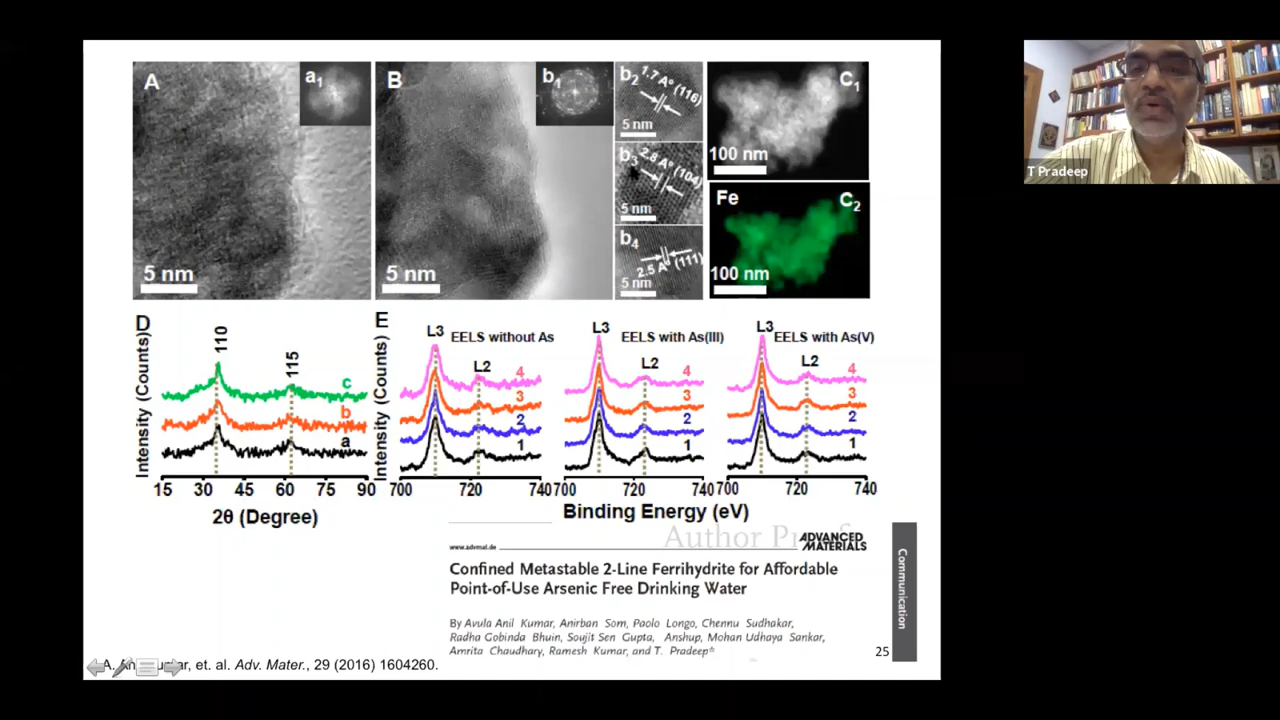 A
a1
5 nm
B
b1
5 nm
b2
1.7 A° (116)
5 nm
b3
2.8 A° (104)
5 nm
b4
2.5 A° (111)
5 nm
C1
100 nm
Fe
C2
100 nm
T Pradeep
D
Intensity (Counts)
110
115
c
b
a
15 30 45 60 75 90
2θ (Degree)
E
Intensity (Counts)
L3
EELS without As
L2
4
3
2
1
700 720 740
L3
EELS with As(III)
L2
4
3
2
1
700 720 740
L3
EELS with As(V)
L2
4
3
2
1
700 720 740
Binding Energy (eV)
Author
www.advmat.de
ADVANCED
MATERIALS
Communication
Confined Metastable 2-Line Ferrihydrite for Affordable
Point-of-Use Arsenic Free Drinking Water
By Avula Anil Kumar, Anirban Som, Paolo Longo, Chennu Sudhakar,
Radha Gobinda Bhuin, Soujit Sen Gupta, Anshup, Mohan Udhaya Sankar,
Amrita Chaudhary, Ramesh Kumar, and T. Pradeep*
A. et. al. Adv. Mater., 29 (2016) 1604260.
25